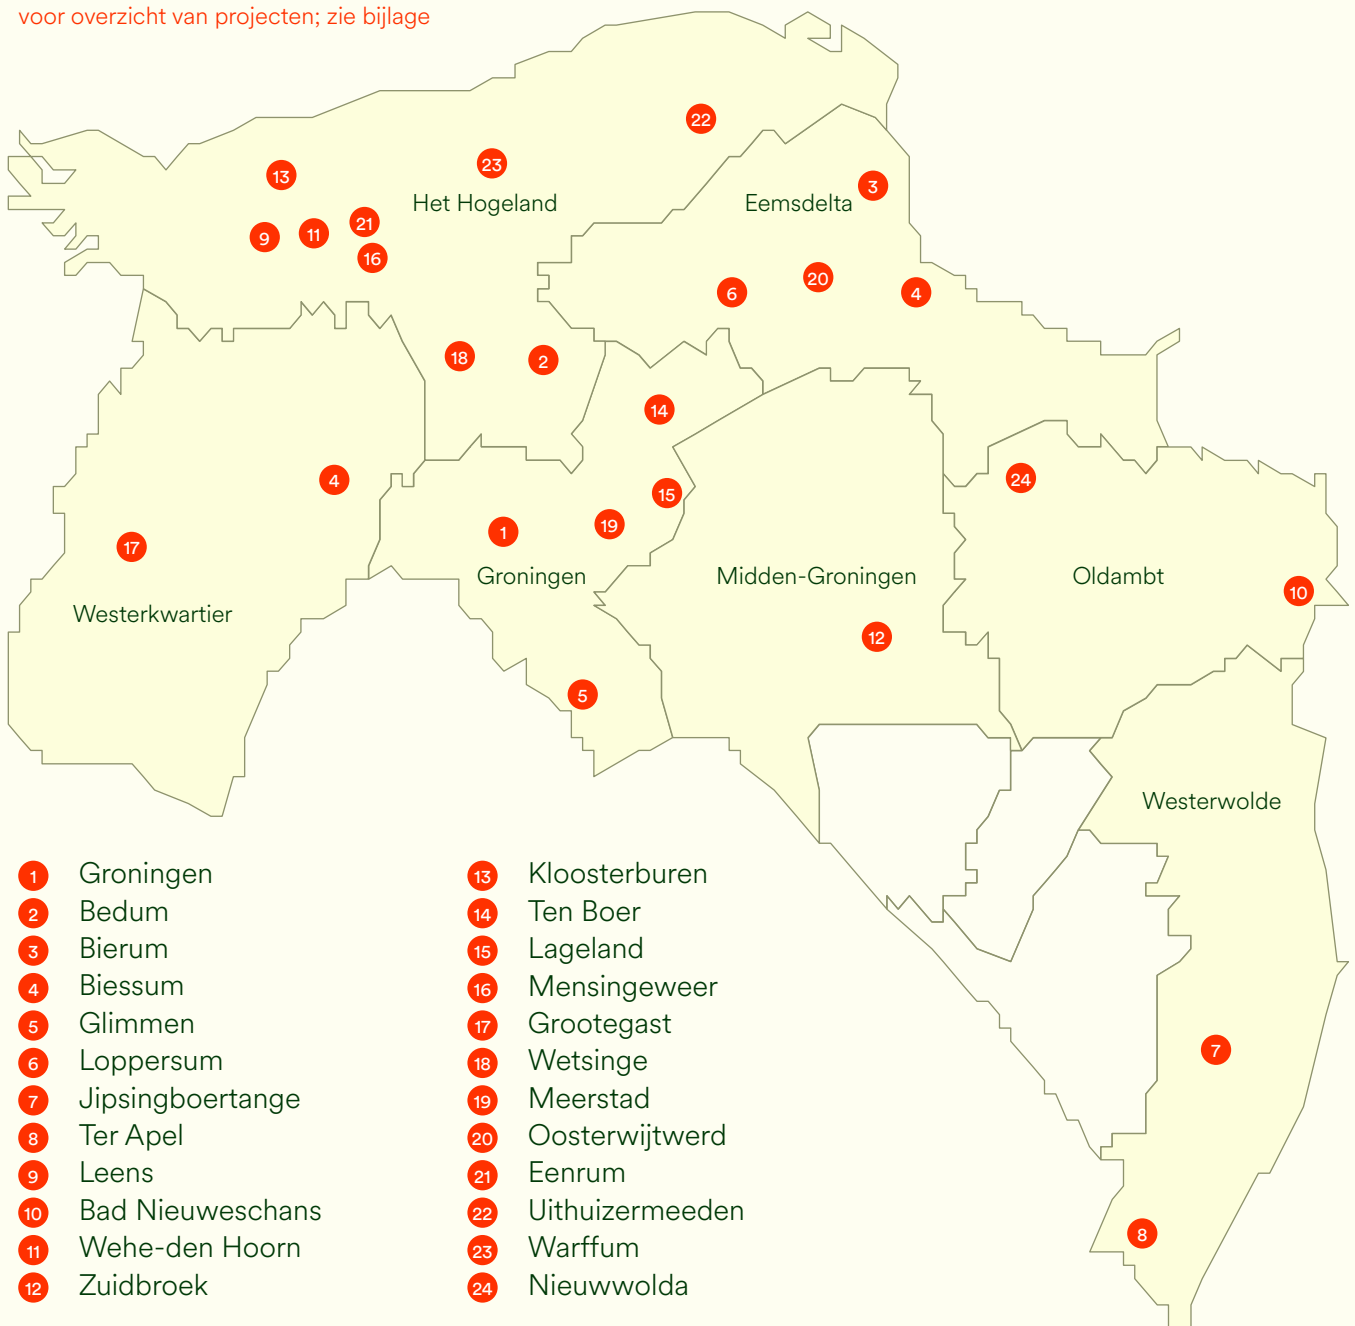 voor overzicht van projecten; zie bijlage
22
23
13
3
Het Hogeland
Eemsdelta
21
9
11
16
20
6
4
18
2
14
4
24
15
19
1
17
Groningen
Midden-Groningen
Oldambt
10
Westerkwartier
12
5
Westerwolde
7
8
1 Groningen
2 Bedum
3 Bierum
4 Biessum
5 Glimmen
6 Loppersum
7 Jipsingboertange
8 Ter Apel
9 Leens
10 Bad Nieuweschans
11 Wehe-den Hoorn
12 Zuidbroek
13 Kloosterburen
14 Ten Boer
15 Lageland
16 Mensingeweer
17 Grootegast
18 Wetsinge
19 Meerstad
20 Oosterwijtwerd
21 Eenrum
22 Uithuizermeeden
23 Warffum
24 Nieuwwolda